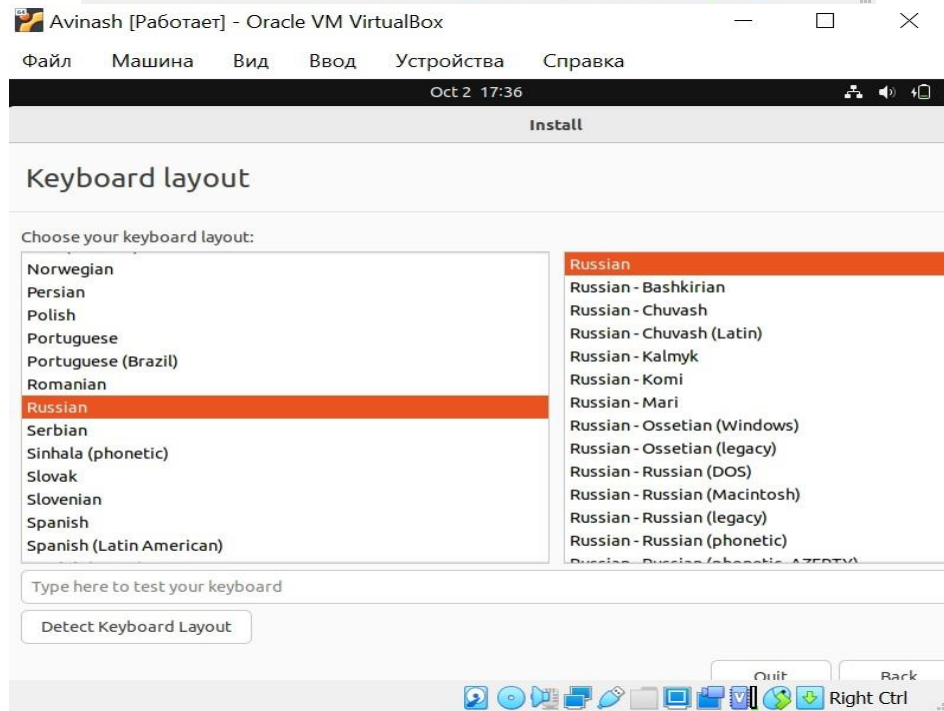 Avinash [Работает] - Oracle VM VirtualBox
Файл Машина Вид Ввод Устройства Справка
Oct 2 17:36
Install
Keyboard layout
Choose your keyboard layout:
Norwegian
Persian
Polish
Portuguese
Portuguese (Brazil)
Romanian
Russian
Serbian
Sinhala (phonetic)
Slovak
Slovenian
Spanish
Spanish (Latin American)
Russian
Russian - Bashkirian
Russian - Chuvash
Russian - Chuvash (Latin)
Russian - Kalmyk
Russian - Komi
Russian - Mari
Russian - Ossetian (Windows)
Russian - Ossetian (legacy)
Russian - Russian (DOS)
Russian - Russian (Macintosh)
Russian - Russian (legacy)
Russian - Russian (phonetic)
Russian - Russian (phonetic, AZERTY)
Type here to test your keyboard
Detect Keyboard Layout
Quit Back
Right Ctrl